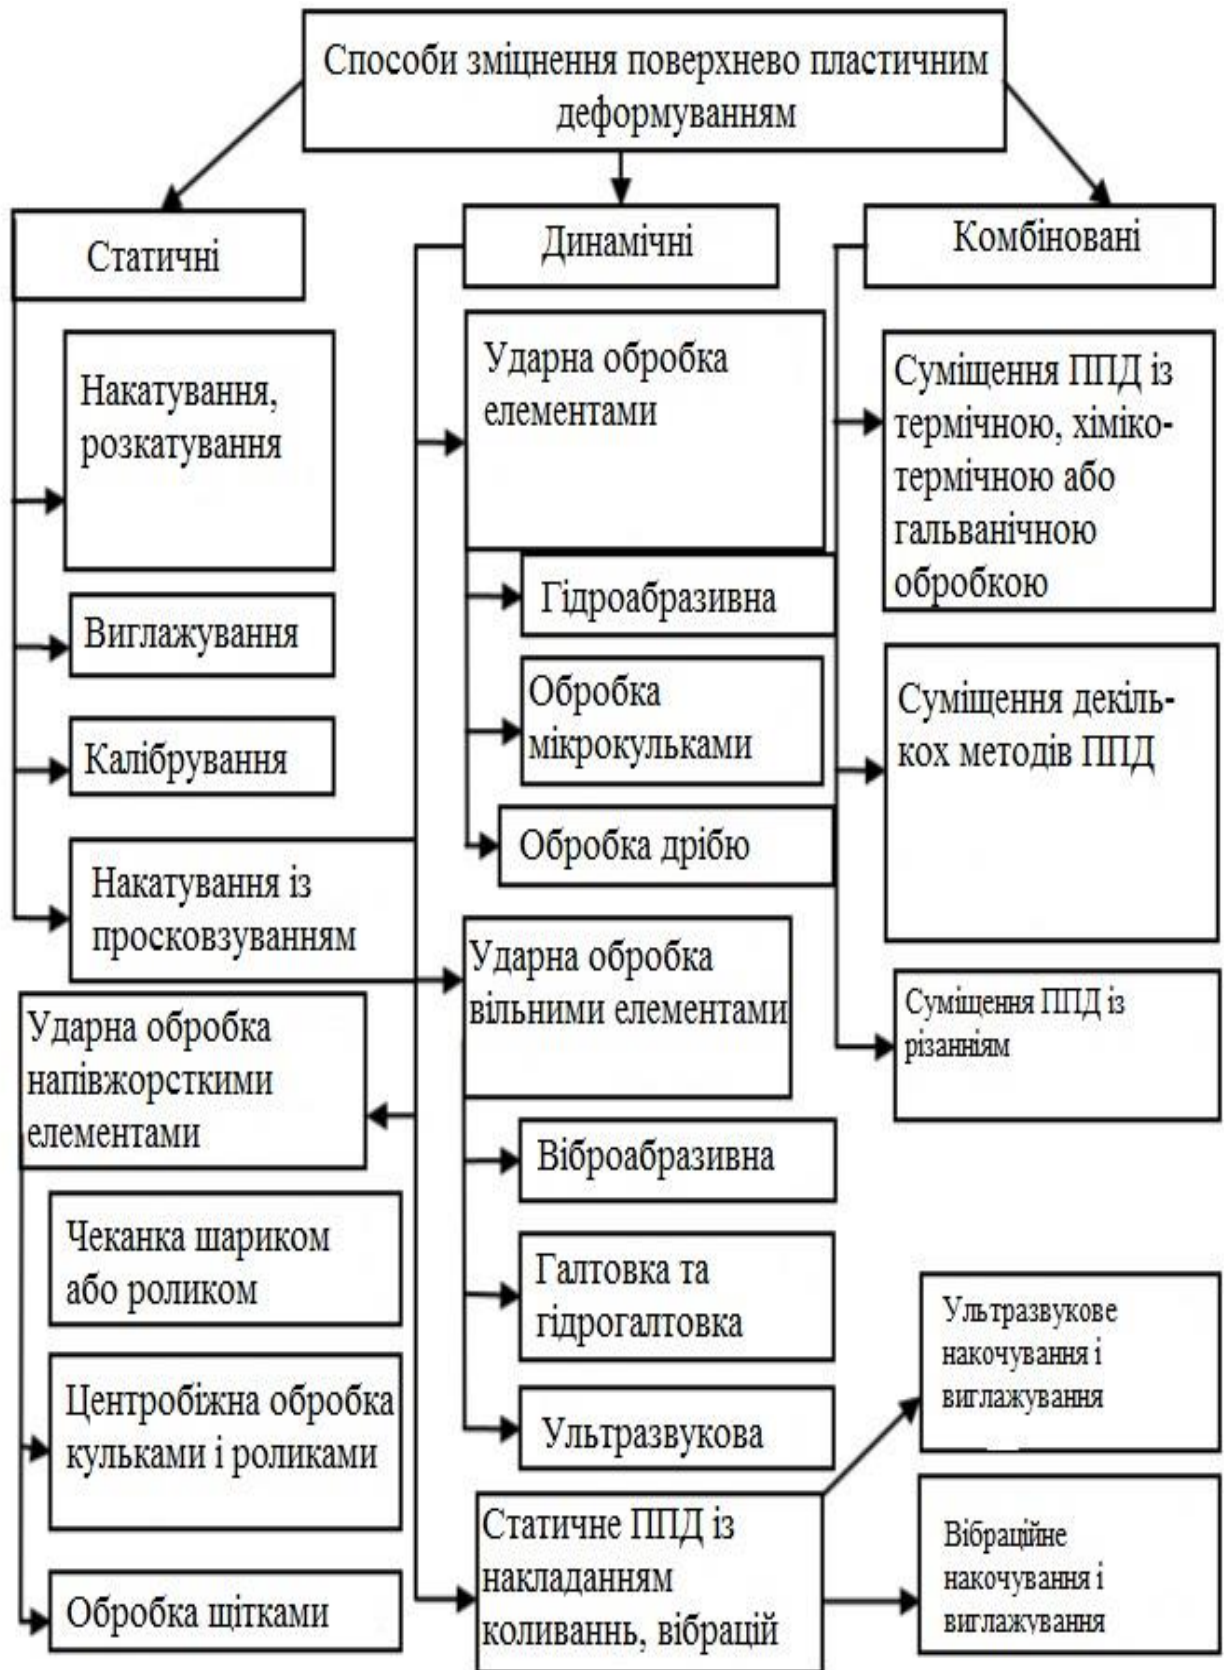 Способи зміцнення поверхнево пластичним
деформуванням
Статичні
Динамічні
Комбіновані
Накатування,
розкатування
Виглажування
Калібрування
Накатування із
просковзуванням
Ударна обробка
елементами
Гідроабразивна
Обробка
мікрокульками
Обробка дрібю
Ударна обробка
вільними елементами
Віброабразивна
Галтовка та
гідрогалтовка
Ультразвукова
Ударна обробка
напівжорсткими
елементами
Чеканка шариком
або роликом
Центробіжна обробка
кульками і роликами
Обробка щітками
Статичне ППД із
накладанням
коливаннь, вібрацій
Ультразвукове
накочування і
виглажування
Вібраційне
накочування і
виглажування
Суміщення ППД із
термічною, хіміко-
термічною або
гальванічною
обробкою
Суміщення декіль-
кох методів ППД
Суміщення ППД із
різанніям